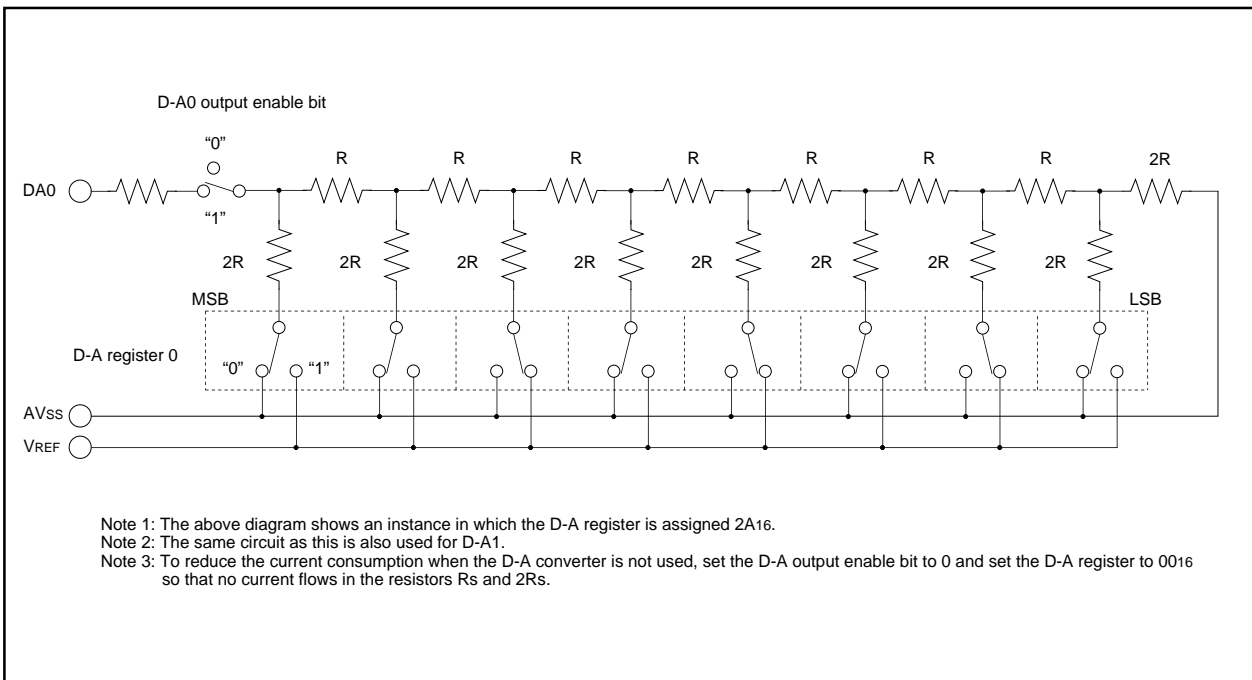 D-A0 output enable bit
“0”
R R R R R R R 2R
DA0
“1”
2R 2R 2R 2R 2R 2R 2R 2R
MSB LSB
D-A register 0
“0” “1”
AVSS
VREF
Note 1: The above diagram shows an instance in which the D-A register is assigned 2A16.
Note 2: The same circuit as this is also used for D-A1.
Note 3: To reduce the current consumption when the D-A converter is not used, set the D-A output enable bit to 0 and set the D-A register to 0016
so that no current flows in the resistors Rs and 2Rs.